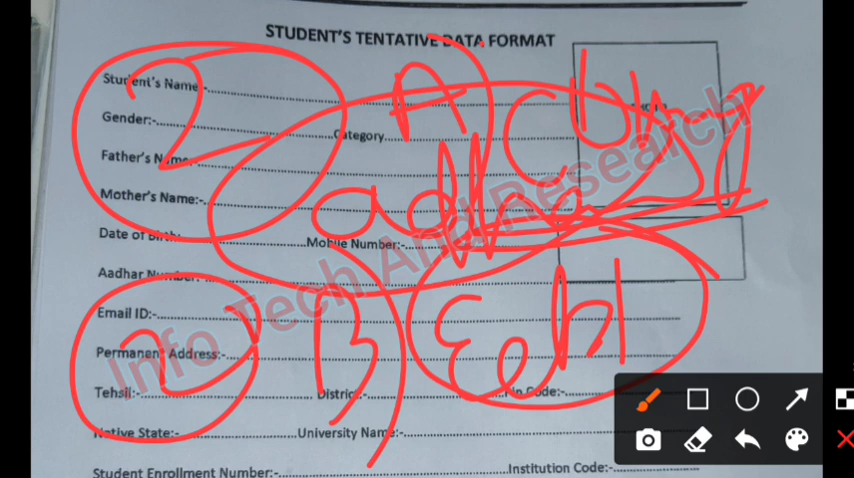 STUDENT'S TENTATIVE DATA FORMAT
Student's Name
Gender:-
Category
Father's Name
Mother's Name:-
Date of Birth:-
Mobile Number:-
Aadhar Number:
Email ID:-
Permanent Address:-
Tehsil:-
District:-
Pin Code:-
Native State:-
University Name:-
Student Enrollment Number:-
Institution Code:-
Info Tech And Research
2
A
2
B